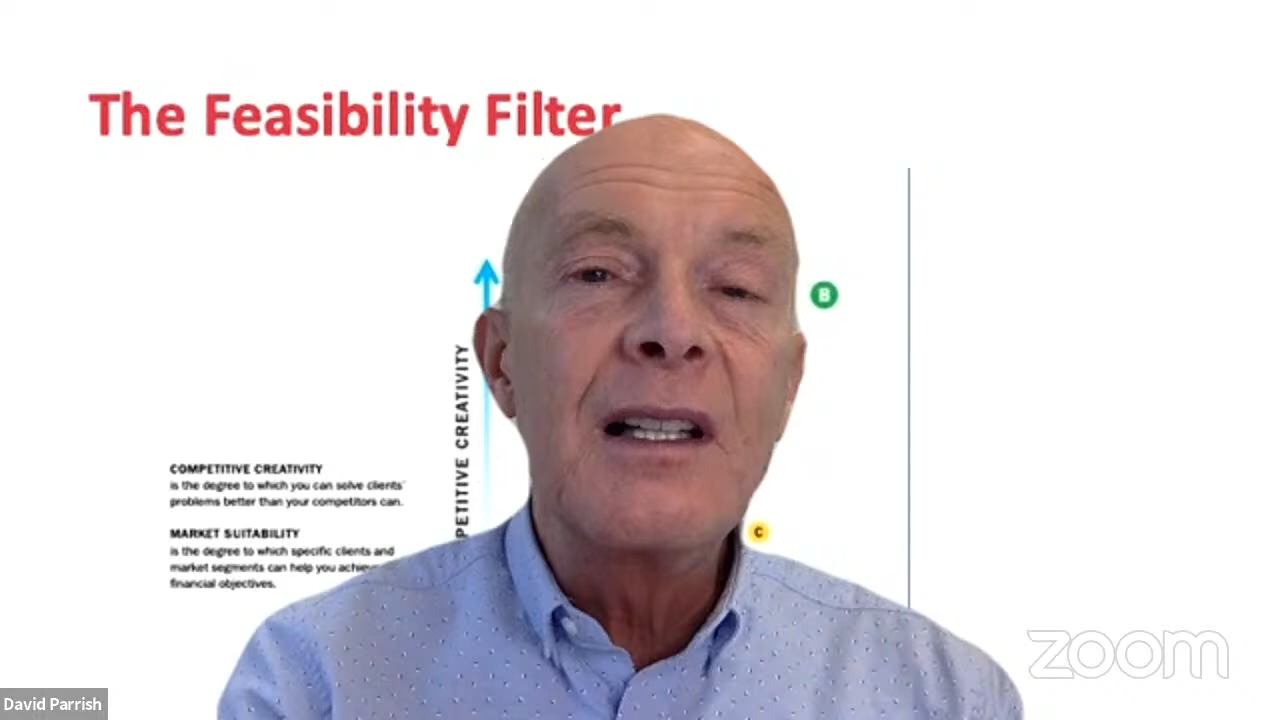 The Feasibility Filter
B
PETITIVE CREATIVITY
COMPETITIVE CREATIVITY
is the degree to which you can solve clients'
problems better than your competitors can.
C
MARKET SUITABILITY
is the degree to which specific clients and
market segments can help you achieve
financial objectives.
zoom
David Parrish